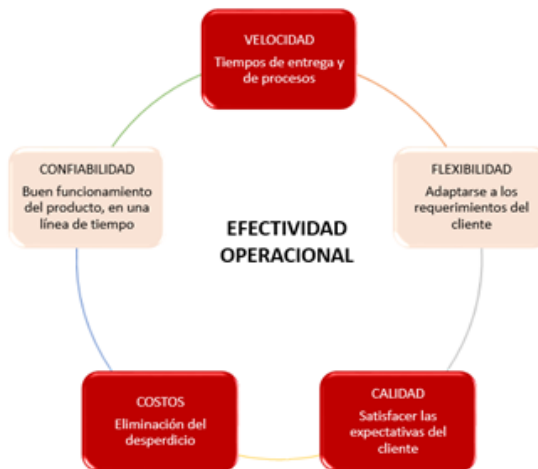 VELOCIDAD
Tiempos de entrega y
de procesos
CONFIABILIDAD
Buen funcionamiento
del producto, en una
línea de tiempo
FLEXIBILIDAD
Adaptarse a los
requerimientos del
cliente
EFECTIVIDAD
OPERACIONAL
COSTOS
Eliminación del
desperdicio
CALIDAD
Satisfacer las
expectativas del
cliente